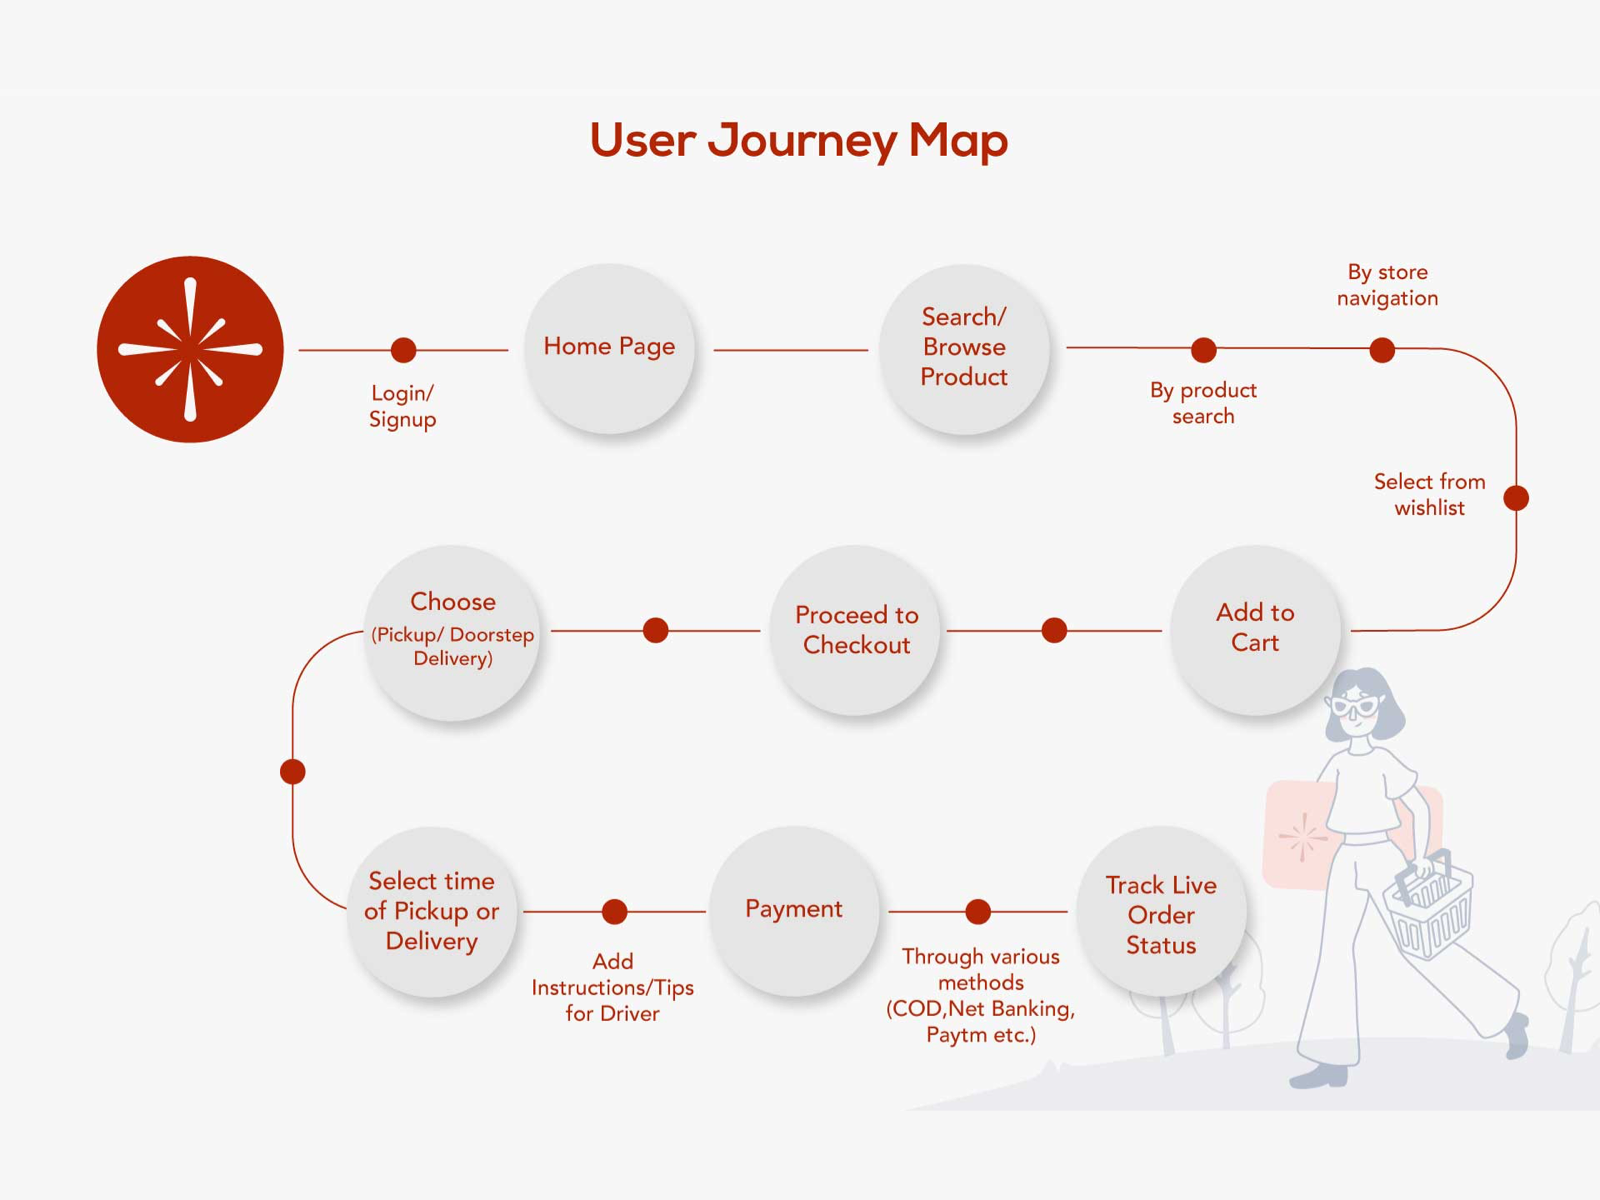 User Journey Map
Login/
Signup
Home Page
Search/
Browse
Product
By product
search
By store
navigation
Select from
wishlist
Add to
Cart
Proceed to
Checkout
Choose
(Pickup/ Doorstep
Delivery)
Select time
of Pickup or
Delivery
Add
Instructions/Tips
for Driver
Payment
Through various
methods
(COD,Net Banking,
Paytm etc.)
Track Live
Order
Status